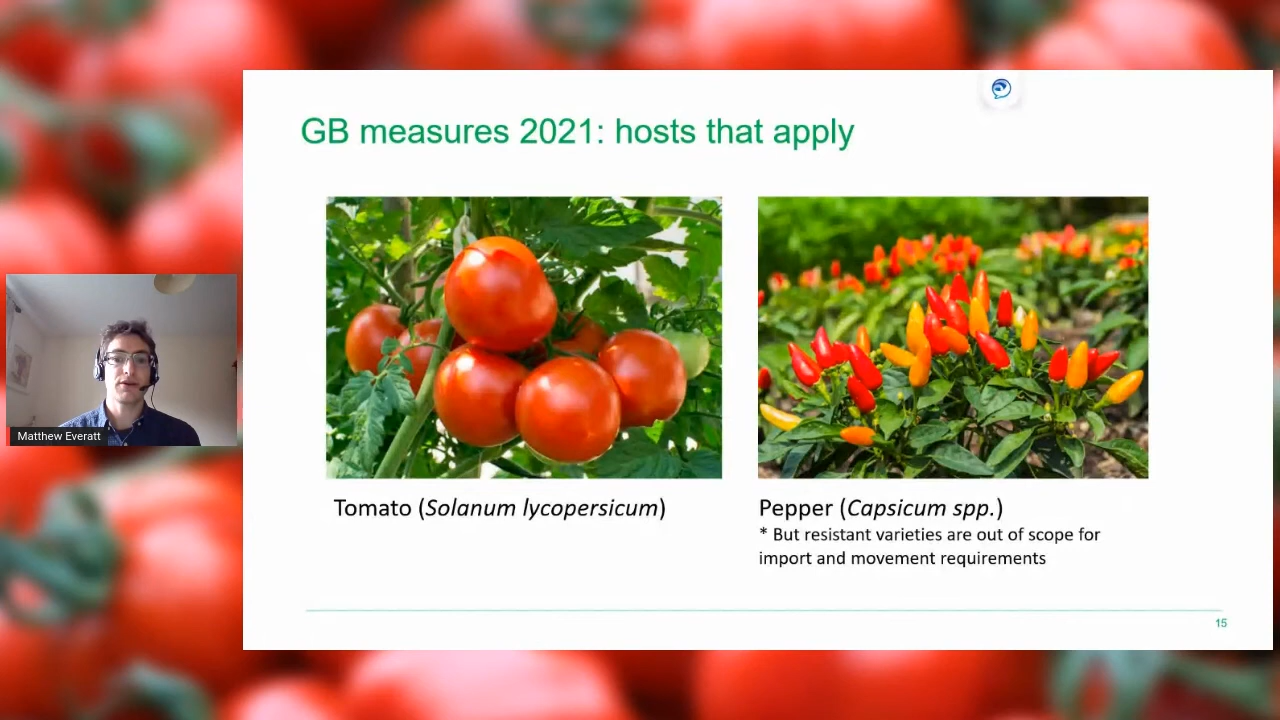 GB measures 2021: hosts that apply
Matthew Everatt
Tomato (Solanum lycopersicum)
Pepper (Capsicum spp.)
* But resistant varieties are out of scope for
import and movement requirements
15